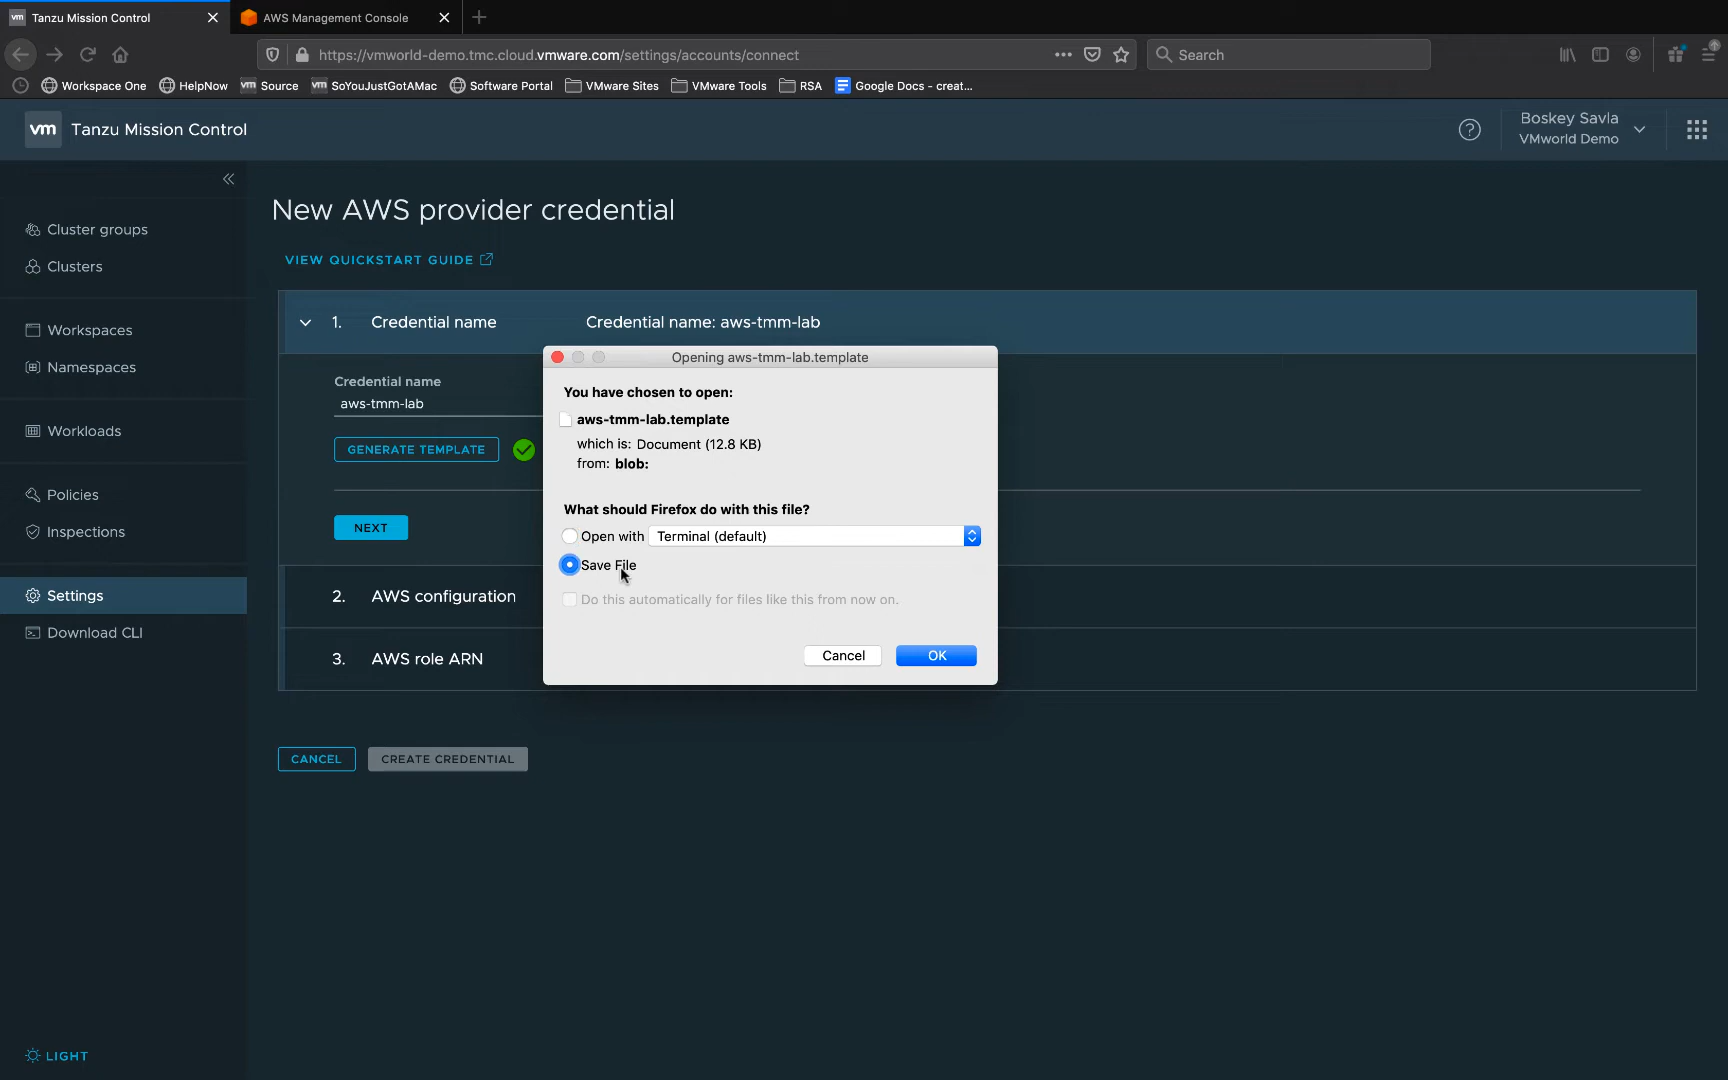 vm Tanzu Mission Control
AWS Management Console
https://vmworld-demo.tmc.cloud.vmware.com/settings/accounts/connect
Search
Workspace One
HelpNow
vm Source
vm SoYouJustGotAMac
Software Portal
VMware Sites
VMware Tools
RSA
Google Docs - creat...
vm Tanzu Mission Control
Boskey Savla
VMworld Demo
Cluster groups
Clusters
Workspaces
Namespaces
Workloads
Policies
Inspections
Settings
Download CLI
LIGHT
New AWS provider credential
VIEW QUICKSTART GUIDE
1. Credential name Credential name: aws-tmm-lab
Credential name
aws-tmm-lab
GENERATE TEMPLATE
NEXT
2. AWS configuration
3. AWS role ARN
CANCEL
CREATE CREDENTIAL
Opening aws-tmm-lab.template
You have chosen to open:
aws-tmm-lab.template
which is: Document (12.8 KB)
from: blob:
What should Firefox do with this file?
Open with Terminal (default)
Save File
Do this automatically for files like this from now on.
Cancel
OK